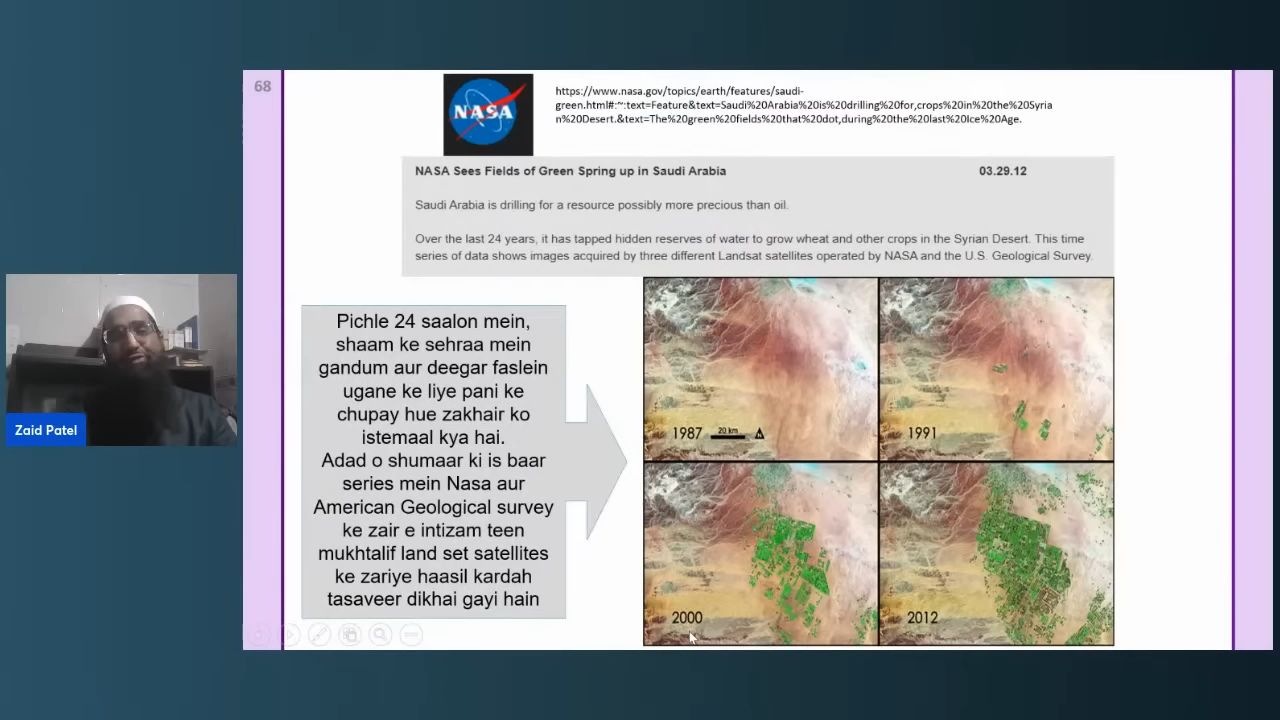 68
NASA
https://www.nasa.gov/topics/earth/features/saudi-
green.html#:~:text=Feature&text=Saudi%20Arabia%20is%20drilling%20for,crops%20in%20the%20Syria
n%20Desert.&text=The%20green%20fields%20that%20dot,during%20the%20last%20Ice%20Age.
NASA Sees Fields of Green Spring up in Saudi Arabia 03.29.12
Saudi Arabia is drilling for a resource possibly more precious than oil.
Over the last 24 years, it has tapped hidden reserves of water to grow wheat and other crops in the Syrian Desert. This time
series of data shows images acquired by three different Landsat satellites operated by NASA and the U.S. Geological Survey.
Pichle 24 saalon mein,
shaam ke sehraa mein
gandum aur deegar faslein
ugane ke liye pani ke
chupay hue zakhair ko
istemaal kya hai.
Adad o shumaar ki is baar
series mein Nasa aur
American Geological survey
ke zair e intizam teen
mukhtalif land set satellites
ke zariye haasil kardah
tasaveer dikhai gayi hain
1987 20 km
1991
2000
2012
Zaid Patel